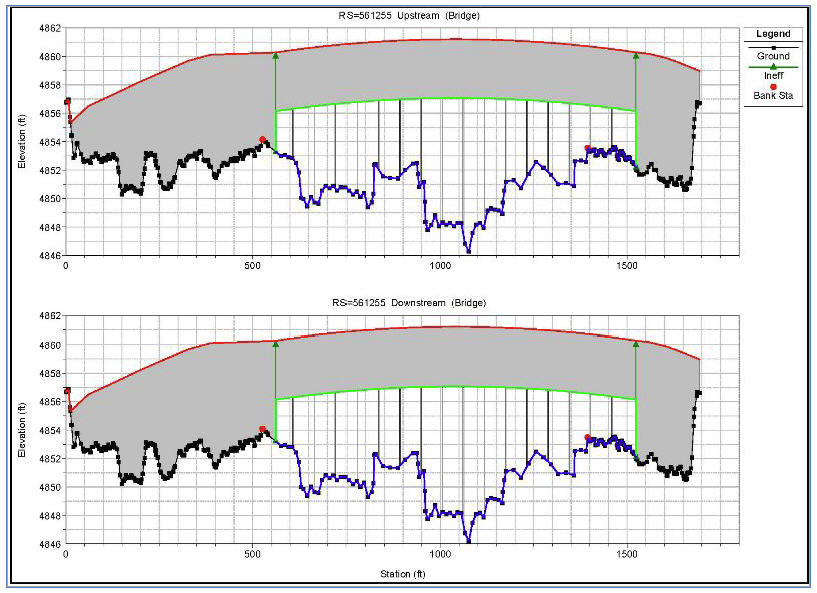 RS=561255 Upstream (Bridge)
4862
4860
4858
4856
4854
4852
4850
4848
4846
Elevation (ft)
0 500 1000 1500
Legend
Ground
Ineff
Bank Sta
RS=561255 Downstream (Bridge)
4862
4860
4858
4856
4854
4852
4850
4848
4846
Elevation (ft)
0 500 1000 1500
Station (ft)